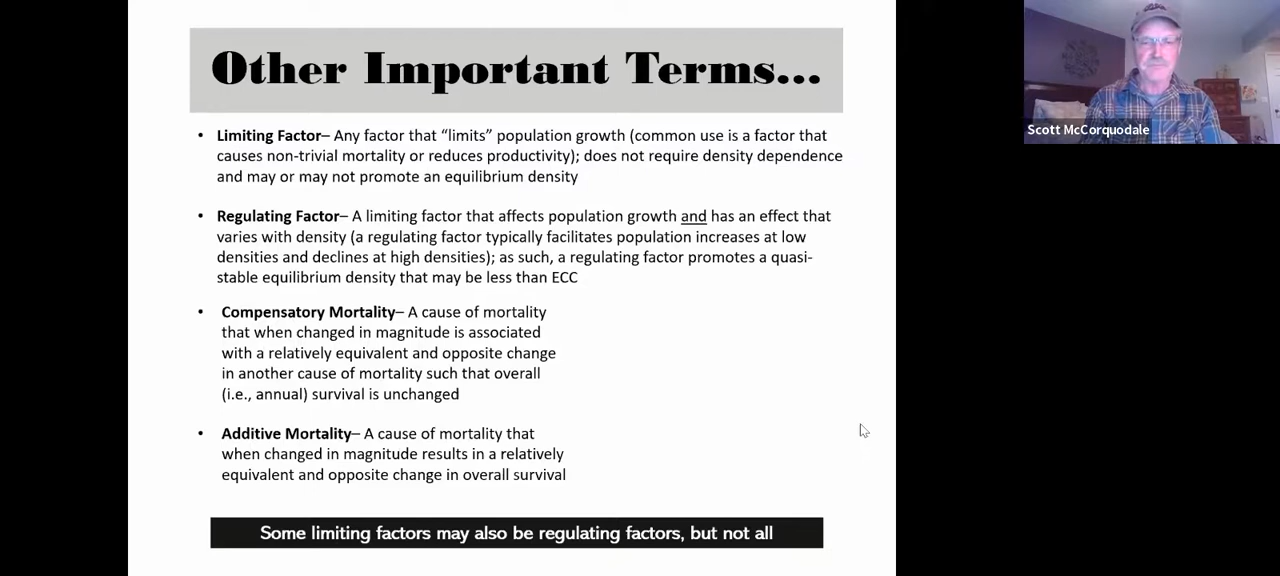 Other Important Terms...
• Limiting Factor– Any factor that “limits” population growth (common use is a factor that
causes non-trivial mortality or reduces productivity); does not require density dependence
and may or may not promote an equilibrium density
• Regulating Factor– A limiting factor that affects population growth and has an effect that
varies with density (a regulating factor typically facilitates population increases at low
densities and declines at high densities); as such, a regulating factor promotes a quasi-
stable equilibrium density that may be less than ECC
• Compensatory Mortality– A cause of mortality
that when changed in magnitude is associated
with a relatively equivalent and opposite change
in another cause of mortality such that overall
(i.e., annual) survival is unchanged
• Additive Mortality– A cause of mortality that
when changed in magnitude results in a relatively
equivalent and opposite change in overall survival
Some limiting factors may also be regulating factors, but not all
Scott McCorquodale